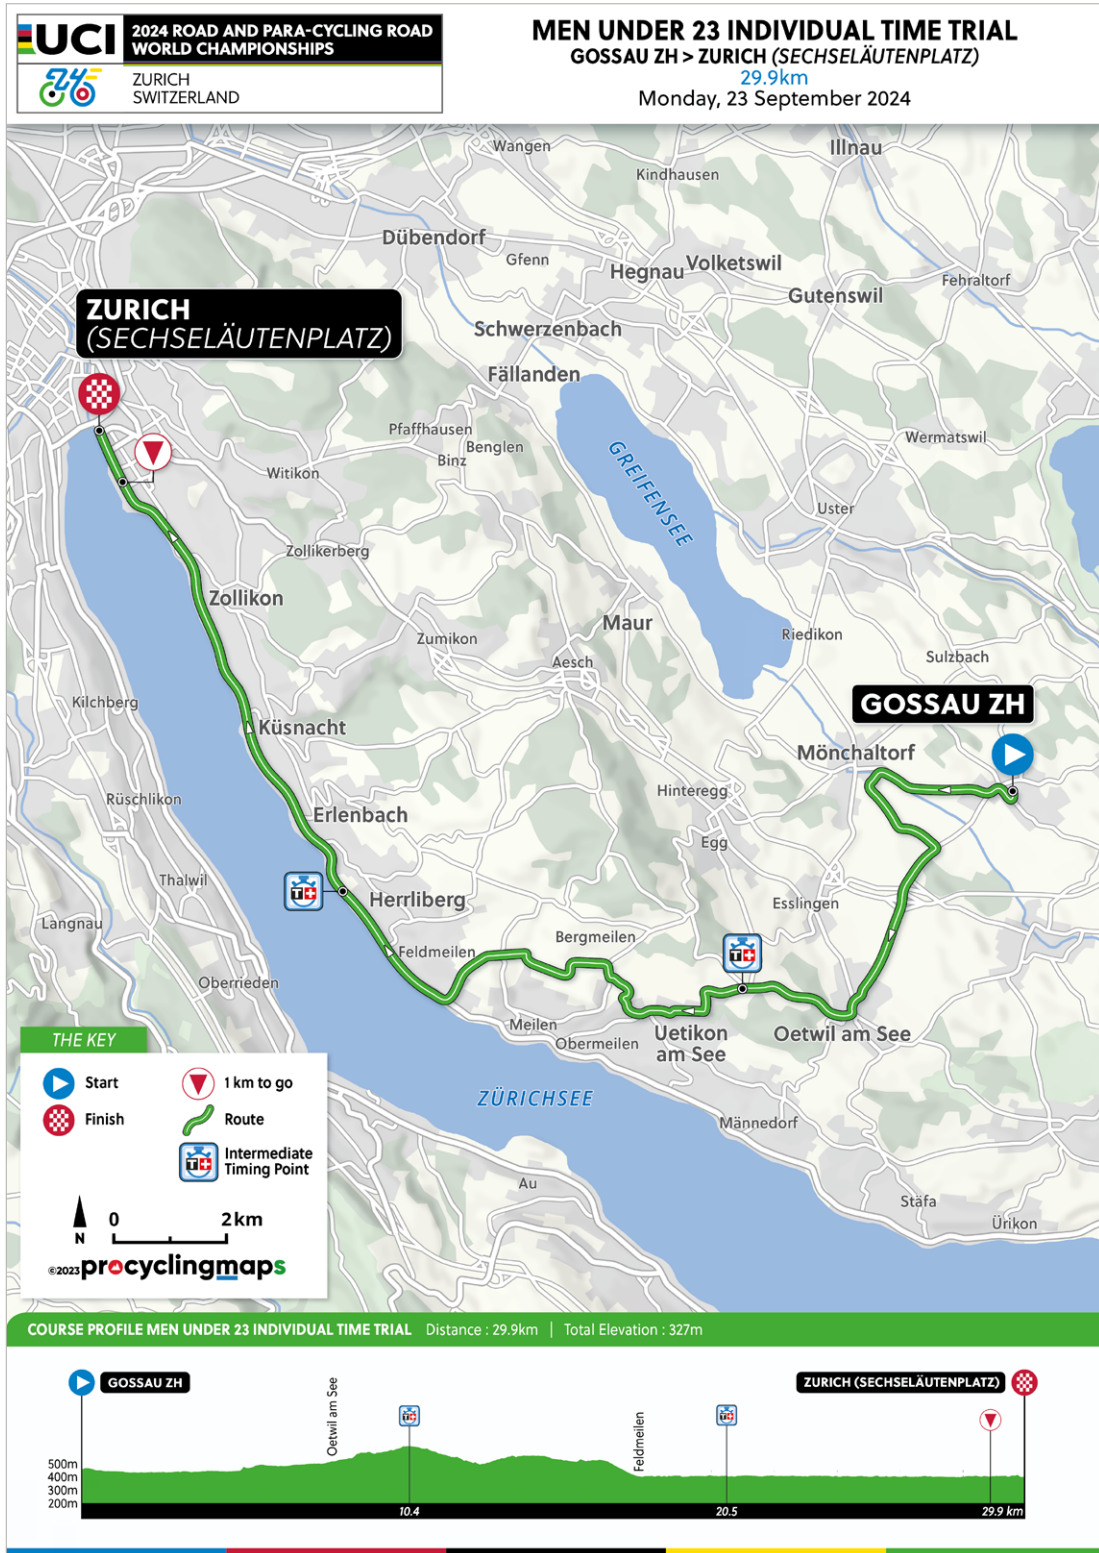 UCI
2024 ROAD AND PARA-CYCLING ROAD
WORLD CHAMPIONSHIPS
ZURICH
SWITZERLAND
MEN UNDER 23 INDIVIDUAL TIME TRIAL
GOSSAU ZH > ZURICH (SECHSELÄUTENPLATZ)
29.9km
Monday, 23 September 2024
Wangen
Illnau
Kindhausen
Dübendorf
Gfenn
Hegnau
Volketswil
Fehraltorf
Gutenswil
ZURICH
(SECHSELÄUTENPLATZ)
Schwerzenbach
Fällanden
Pfaffhausen
Benglen
Binz
Wermatswil
Witikon
GREIFENSEE
Uster
Zollikerberg
Zollikon
Maur
Zumikon
Riedikon
Aesch
Sulzbach
Kilchberg
GOSSAU ZH
Küsnacht
Mönchaltorf
Rüschlikon
Hinteregg
Erlenbach
Egg
Thalwil
Herrliberg
Esslingen
Langnau
Bergmeilen
Feldmeilen
Oberrieden
Meilen
Obermeilen
Uetikon
am See
Oetwil am See
THE KEY
Start
1 km to go
Finish
Route
Intermediate
Timing Point
ZÜRICHSEE
Männedorf
Au
Stäfa
Ürikon
N
0 2km
©2023 procyclingmaps
COURSE PROFILE MEN UNDER 23 INDIVIDUAL TIME TRIAL Distance : 29.9km | Total Elevation : 327m
GOSSAU ZH
Oetwil am See
Feldmeilen
ZURICH (SECHSELÄUTENPLATZ)
500m
400m
300m
200m
10.4
20.5
29.9 km